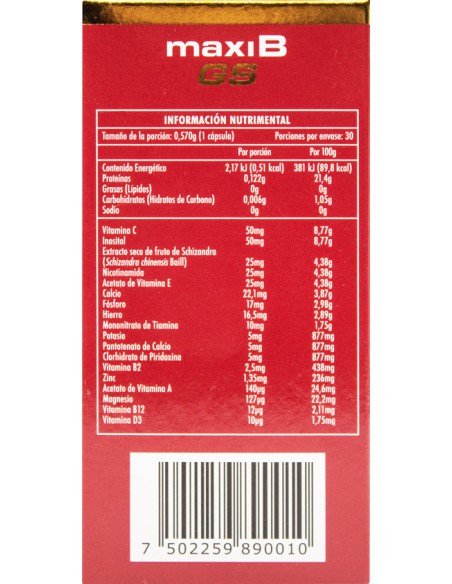 maxiB
GS
INFORMACIÓN NUTRIMENTAL
Tamaño de la porción: 0,570g (1 cápsula) Porciones por envase: 30
Por porción Por 100g
Contenido Energético 2,17 kJ (0,51 kcal) 381 kJ (89,8 kcal)
Proteínas 0,122g 21,4g
Grasas (Lípidos) 0g 0g
Carbohidratos (Hidratos de Carbono) 0,006g 1,05g
Sodio 0g 0g
Vitamina C 50mg 8,77g
Inositol 50mg 8,77g
Extracto seco de fruto de Schizandra
(Schizandra chinensis Baill) 25mg 4,38g
Nicotinamida 25mg 4,38g
Acetato de Vitamina E 25mg 4,38g
Calcio 22,1mg 3,87g
Fósforo 17mg 2,98g
Hierro 16,5mg 2,89g
Mononitrato de Tiamina 10mg 1,75g
Potasio 5mg 877mg
Pantotenato de Calcio 5mg 877mg
Clorhidrato de Piridoxina 5mg 877mg
Vitamina B2 2,5mg 438mg
Zinc 1,35mg 236mg
Acetato de Vitamina A 140µg 24,6mg
Magnesio 127µg 22,2mg
Vitamina B12 12µg 2,11mg
Vitamina D3 10µg 1,75mg
7 502259 890010